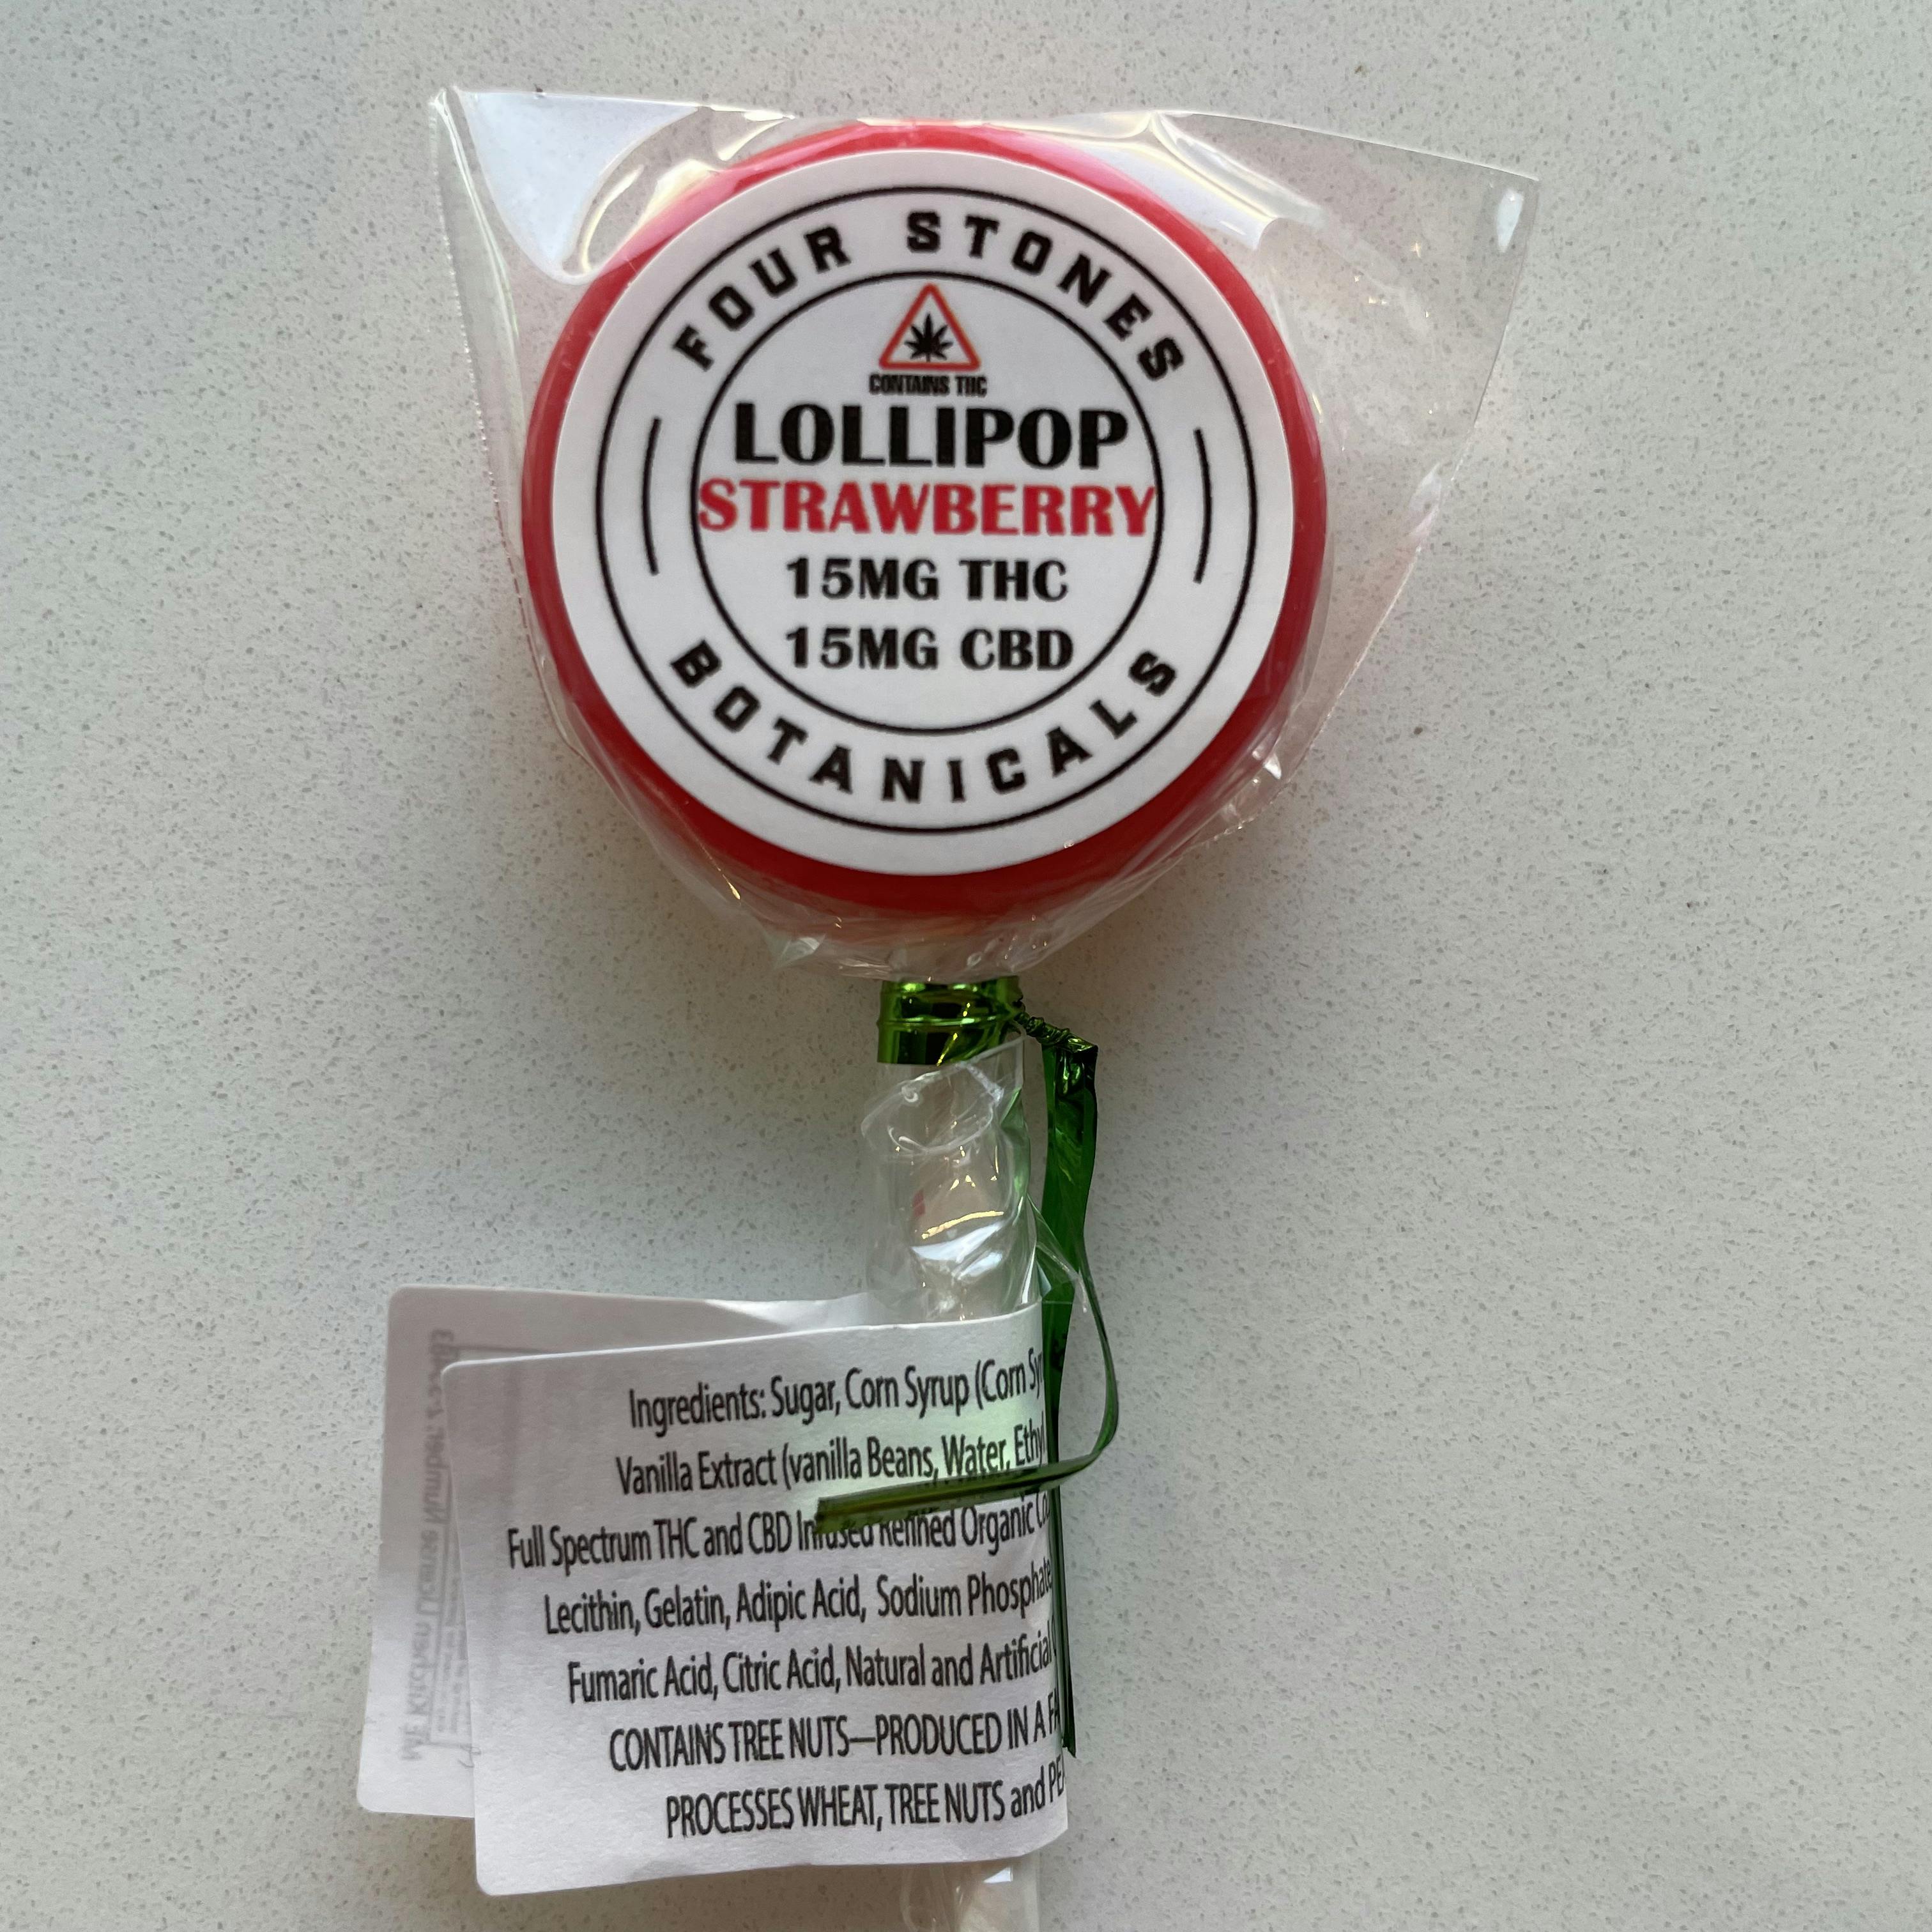 FOUR STONES
CONTAINS THC
LOLLIPOP
STRAWBERRY
15MG THC
15MG CBD
BOTANICALS
Ingredients: Sugar, Corn Syrup (Corn
Vanilla Extract (vanilla Beans, Water,
Full Spectrum THC and CBD Infused Refined Organic
Lecithin, Gelatin, Adipic Acid, Sodium Phosphate
Fumaric Acid, Citric Acid, Natural and Artificial
CONTAINS TREE NUTS—PRODUCED IN A
PROCESSES WHEAT, TREE NUTS and